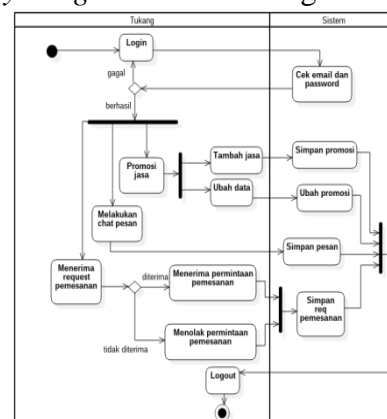 Tukang
Sistem
Login
gagal
Cek email dan
password
berhasil
Promosi
jasa
Tambah jasa
Simpan promosi
Ubah data
Ubah promosi
Melakukan
chat pesan
Simpan pesan
Menerima
request
pemesanan
diterima
Menerima permintaan
pemesanan
Simpan
req
pemesanan
tidak diterima
Menolak permintaan
pemesanan
Logout